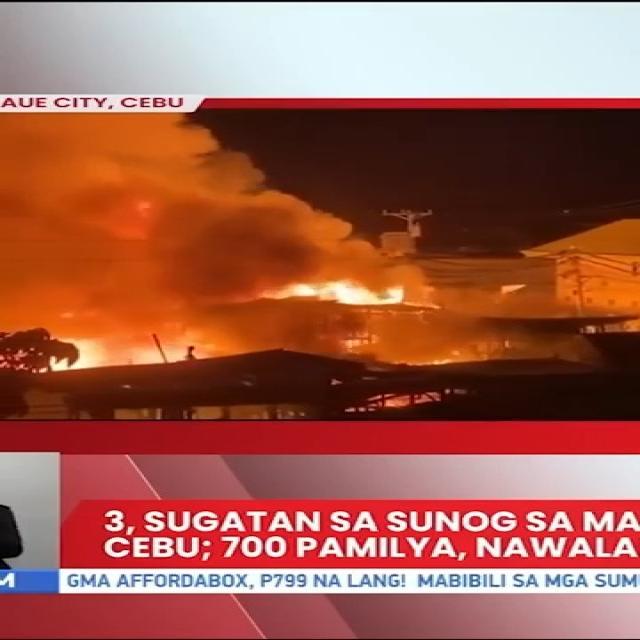 AUE CITY, CEBU
3, SUGATAN SA SUNOG SA MA
CEBU; 700 PAMILYA, NAWALA
M GMA AFFORDABOX, P799 NA LANG! MABIBILI SA MGA SUM